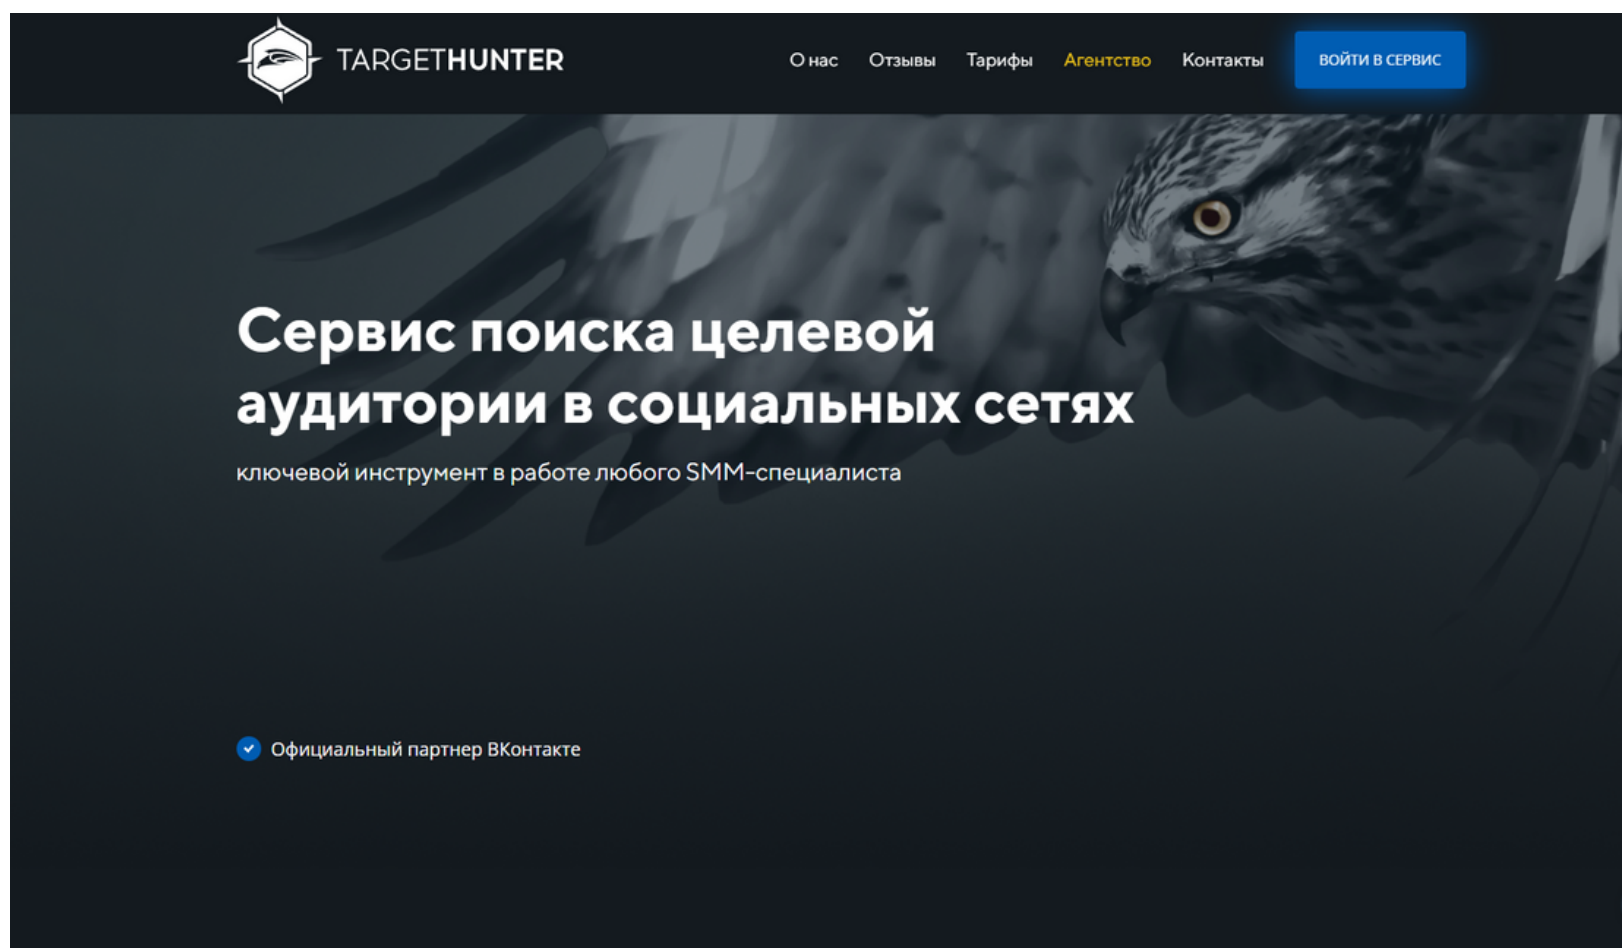 TARGETHUNTER
О нас Отзывы Тарифы Агентство Контакты ВОЙТИ В СЕРВИС
Сервис поиска целевой
аудитории в социальных сетях
ключевой инструмент в работе любого SMM-специалиста
Официальный партнер ВКонтакте